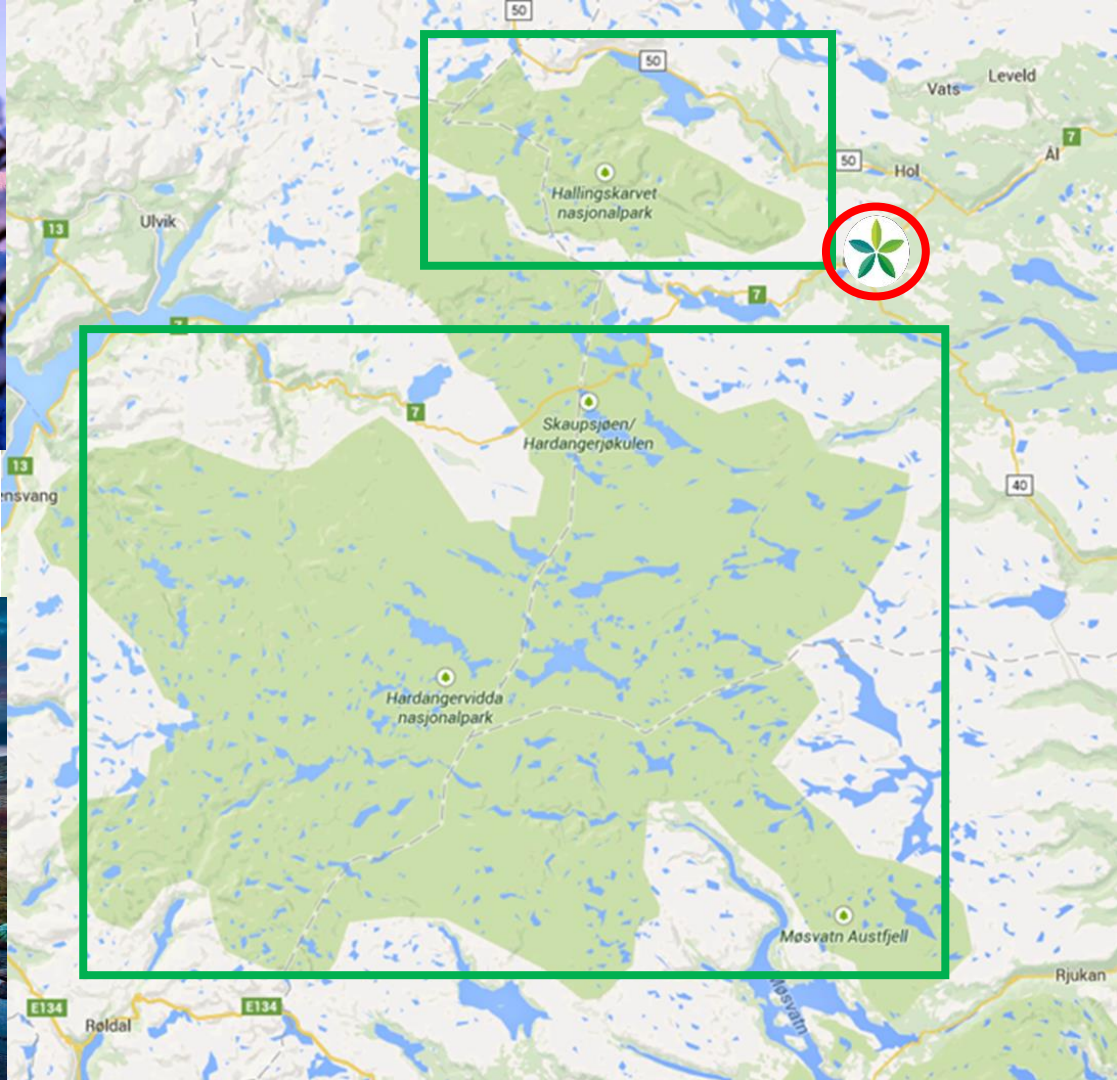 50
50
Leveld
Vats
7
Ål
50
Hol
Hallingskarvet
nasjonalpark
Ulvik
13
7
7
7
Skaupsjøen/
Hardangerjøkulen
13
ensvang
40
Hardangervidda
nasjonalpark
Møsvatn Austfjell
Rjukan
Møsvatn
E134
E134
Røldal